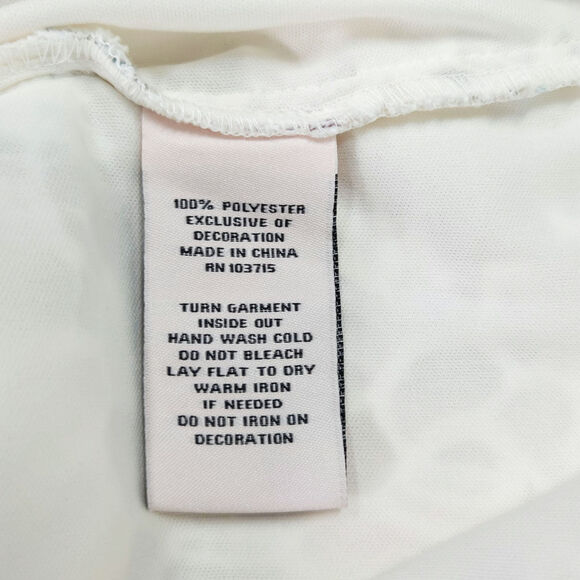 100% POLYESTER
EXCLUSIVE OF
DECORATION
MADE IN CHINA
RN 103715
TURN GARMENT
INSIDE OUT
HAND WASH COLD
DO NOT BLEACH
LAY FLAT TO DRY
WARM IRON
IF NEEDED
DO NOT IRON ON
DECORATION